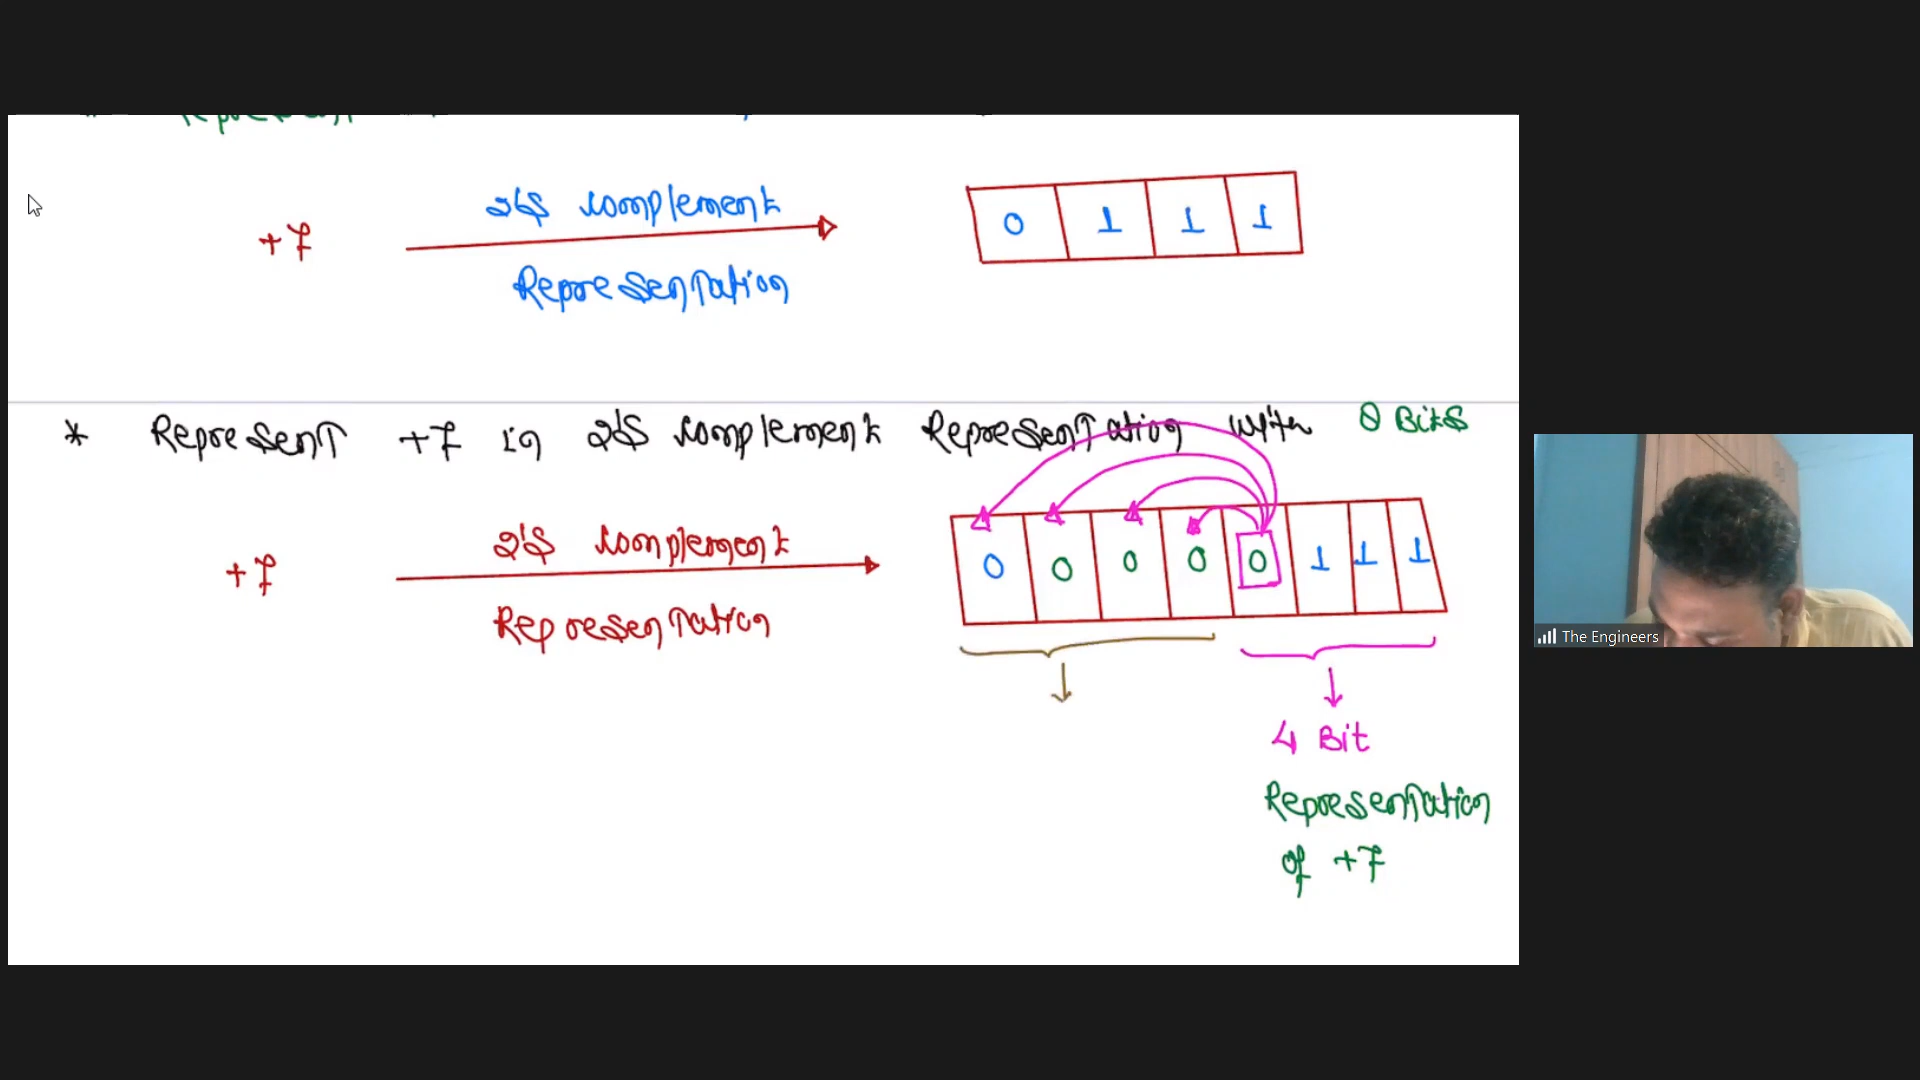 2's complement
+7
0 1 1 1
Representation
* Represent +7 in 2's complement Representation with 8 Bits
2's complement
+7
0 0 0 0 0 1 1 1
Representation
The Engineers
4 Bit
Representation
of +7